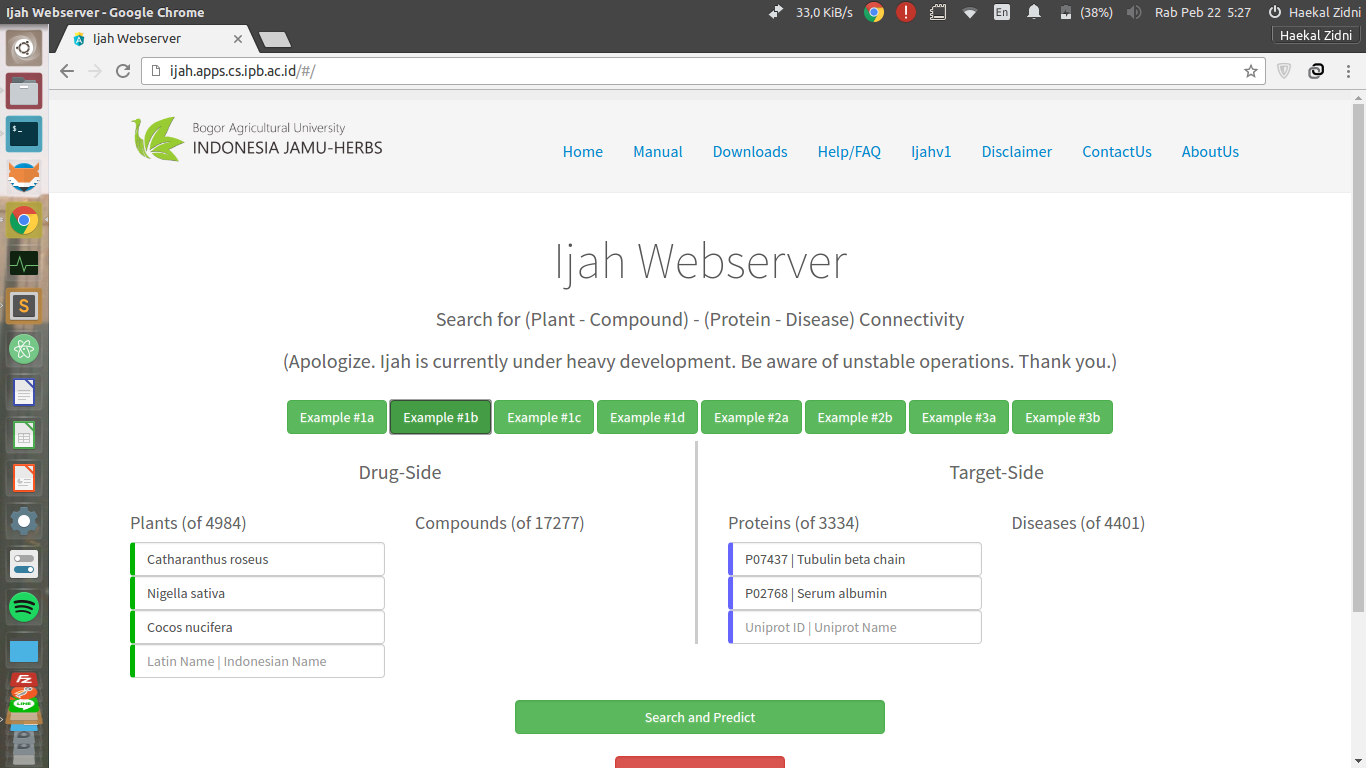 Ijah Webserver - Google Chrome
33,0 KiB/s
En
(38%)
Rab Peb 22 5:27
Haekal Zidni
Ijah Webserver
Haekal Zidni
ijah.apps.cs.ipb.ac.id/#/
Bogor Agricultural University
INDONESIA JAMU-HERBS
Home
Manual
Downloads
Help/FAQ
Ijahv1
Disclaimer
ContactUs
AboutUs
Ijah Webserver
Search for (Plant - Compound) - (Protein - Disease) Connectivity
(Apologize. Ijah is currently under heavy development. Be aware of unstable operations. Thank you.)
Example #1a
Example #1b
Example #1c
Example #1d
Example #2a
Example #2b
Example #3a
Example #3b
Drug-Side
Target-Side
Plants (of 4984)
Compounds (of 17277)
Proteins (of 3334)
Diseases (of 4401)
Catharanthus roseus
P07437 | Tubulin beta chain
Nigella sativa
P02768 | Serum albumin
Cocos nucifera
Uniprot ID | Uniprot Name
Latin Name | Indonesian Name
Search and Predict
S
FZ
LINE